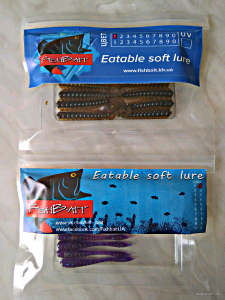 ЦВЕТ
1 2 3 4 5 6 7 8 9 0
1 2 3 4 5 6 7 8 9 0
UV
FishBait
Eatable soft lure
www.fishbait.kh.ua
Eatable soft lure
FishBait
www.facebook.com/FishbaitUA/